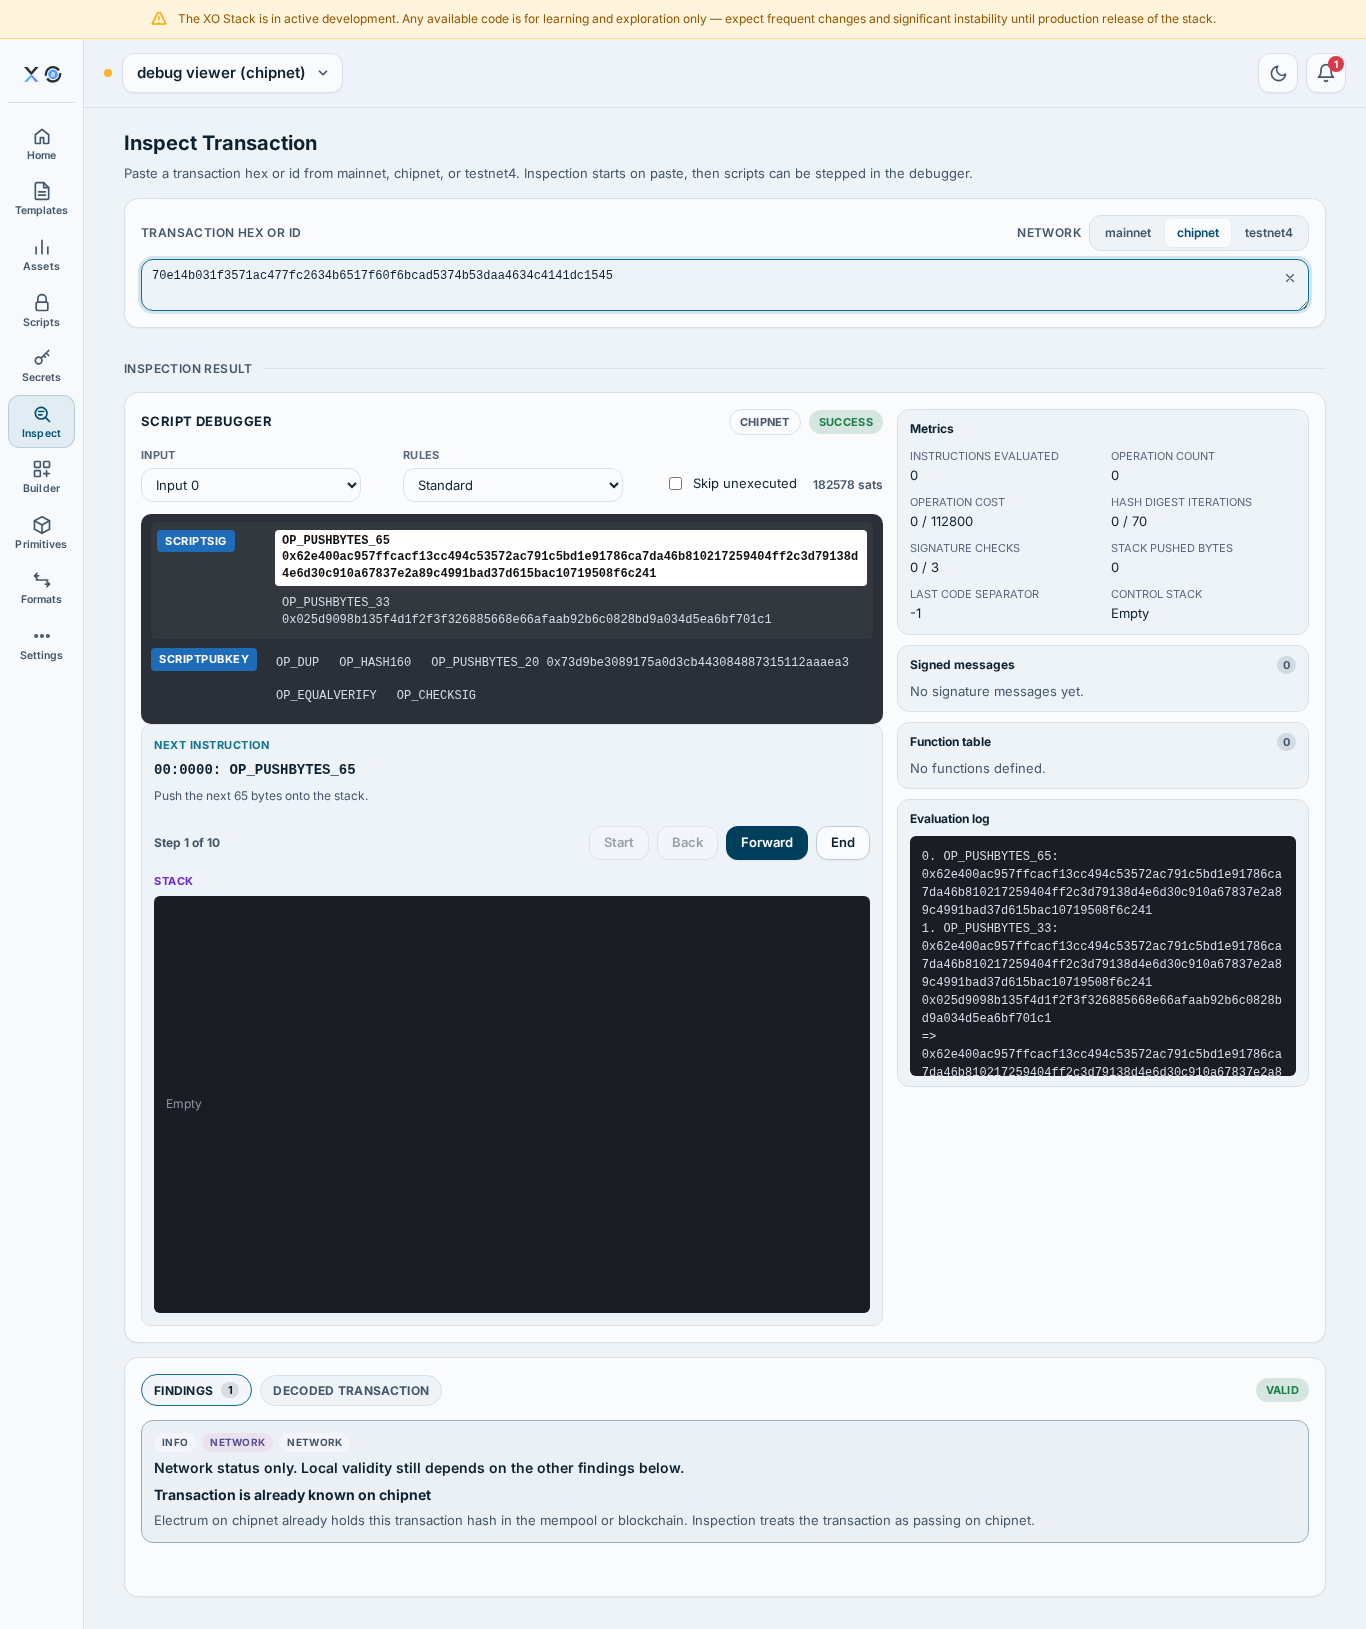 The XO Stack is in active development. Any available code is for learning and exploration only — expect frequent changes and significant instability until production release of the stack.
XO
debug viewer (chipnet)
1
Home
Templates
Assets
Scripts
Secrets
Inspect
Builder
Primitives
Formats
Settings
Inspect Transaction
Paste a transaction hex or id from mainnet, chipnet, or testnet4. Inspection starts on paste, then scripts can be stepped in the debugger.
TRANSACTION HEX OR ID
NETWORK mainnet chipnet testnet4
70e14b031f3571ac477fc2634b6517f60f6bcad5374b53daa4634c4141dc1545
INSPECTION RESULT
SCRIPT DEBUGGER
CHIPNET SUCCESS
INPUT
RULES
Input 0
Standard
Skip unexecuted
182578 sats
SCRIPTSIG
OP_PUSHBYTES_65
0x62e400ac957ffcacf13cc494c53572ac791c5bd1e91786ca7da46b810217259404ff2c3d79138d
4e6d30c910a67837e2a89c4991bad37d615bac10719508f6c241
OP_PUSHBYTES_33
0x025d9098b135f4d1f2f3f326885668e66afaab92b6c0828bd9a034d5ea6bf701c1
SCRIPTPUBKEY
OP_DUP OP_HASH160 OP_PUSHBYTES_20 0x73d9be3089175a0d3cb443084887315112aaaea3
OP_EQUALVERIFY OP_CHECKSIG
NEXT INSTRUCTION
00:0000: OP_PUSHBYTES_65
Push the next 65 bytes onto the stack.
Step 1 of 10
Start Back Forward End
STACK
Empty
Metrics
INSTRUCTIONS EVALUATED
0
OPERATION COUNT
0
OPERATION COST
0 / 112800
HASH DIGEST ITERATIONS
0 / 70
SIGNATURE CHECKS
0 / 3
STACK PUSHED BYTES
0
LAST CODE SEPARATOR
-1
CONTROL STACK
Empty
Signed messages
0
No signature messages yet.
Function table
0
No functions defined.
Evaluation log
0. OP_PUSHBYTES_65:
0x62e400ac957ffcacf13cc494c53572ac791c5bd1e91786ca
7da46b810217259404ff2c3d79138d4e6d30c910a67837e2a8
9c4991bad37d615bac10719508f6c241
1. OP_PUSHBYTES_33:
0x62e400ac957ffcacf13cc494c53572ac791c5bd1e91786ca
7da46b810217259404ff2c3d79138d4e6d30c910a67837e2a8
9c4991bad37d615bac10719508f6c241
0x025d9098b135f4d1f2f3f326885668e66afaab92b6c0828b
d9a034d5ea6bf701c1
=>
0x62e400ac957ffcacf13cc494c53572ac791c5bd1e91786ca
7da46b810217259404ff2c3d79138d4e6d30c910a67837e2a8
FINDINGS 1
DECODED TRANSACTION
VALID
INFO NETWORK NETWORK
Network status only. Local validity still depends on the other findings below.
Transaction is already known on chipnet
Electrum on chipnet already holds this transaction hash in the mempool or blockchain. Inspection treats the transaction as passing on chipnet.